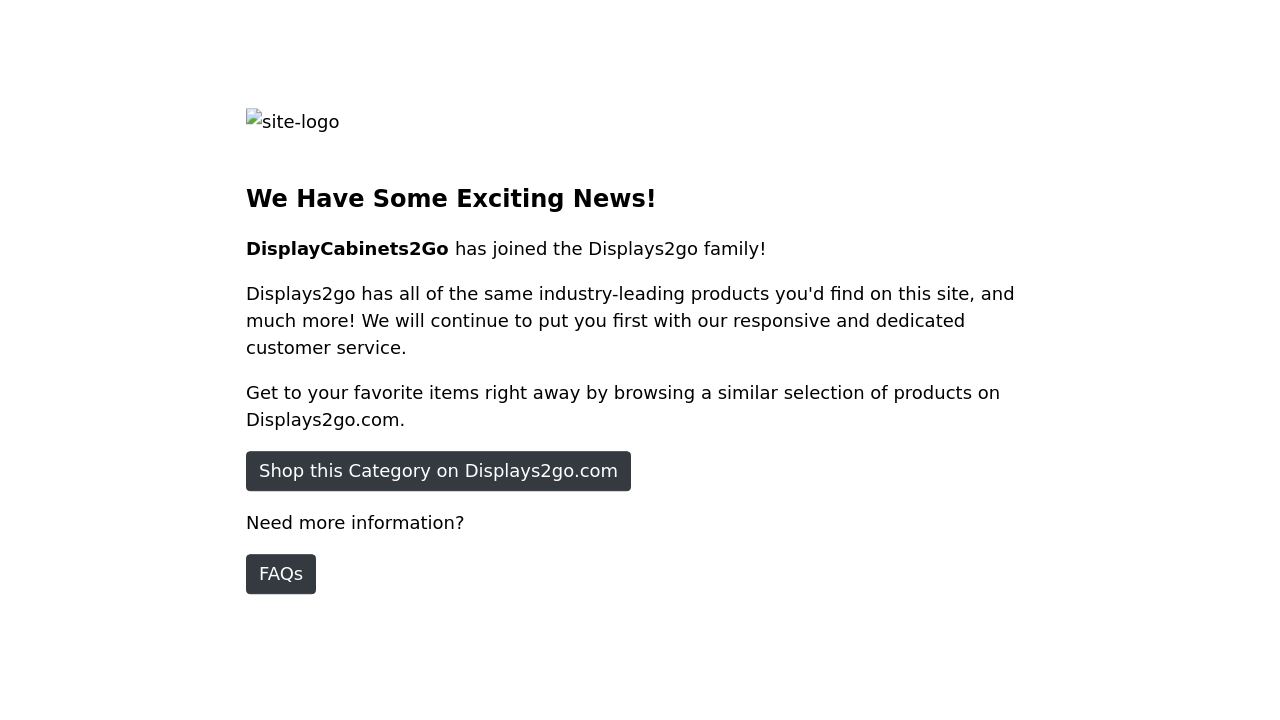 site-logo
We Have Some Exciting News!
DisplayCabinets2Go has joined the Displays2go family!
Displays2go has all of the same industry-leading products you'd find on this site, and
much more! We will continue to put you first with our responsive and dedicated
customer service.
Get to your favorite items right away by browsing a similar selection of products on
Displays2go.com.
Shop this Category on Displays2go.com
Need more information?
FAQs